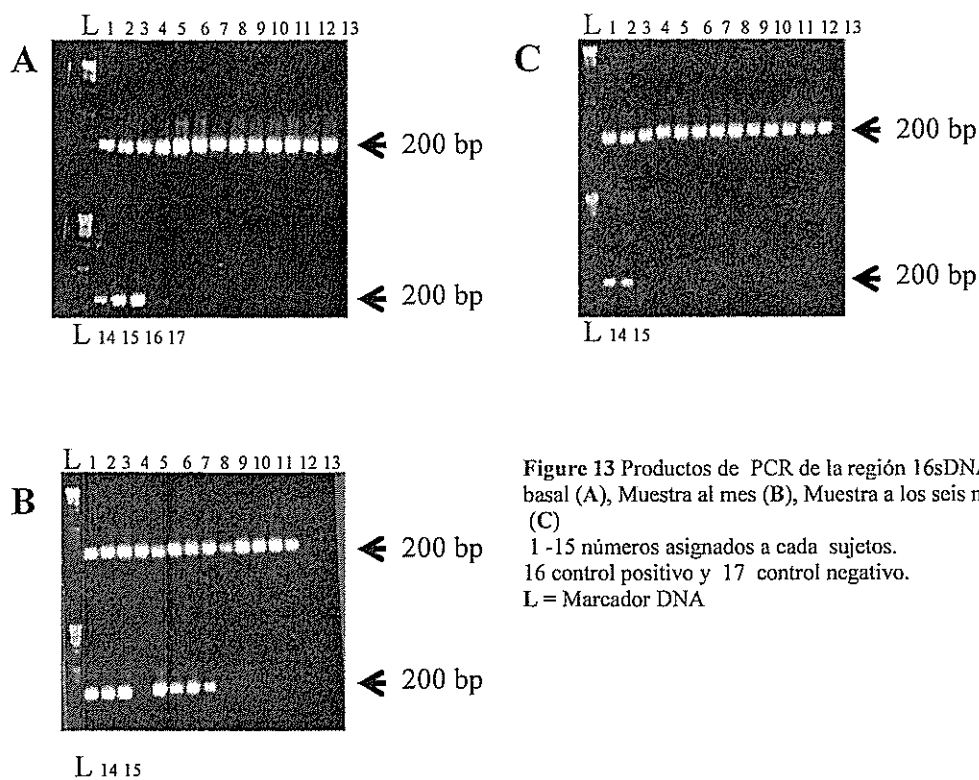 L 1 2 3 4 5 6 7 8 9 10 11 12 13
A
200 bp
200 bp
L 14 15 16 17
L 1 2 3 4 5 6 7 8 9 10 11 12 13
C
200 bp
200 bp
L 14 15
L 1 2 3 4 5 6 7 8 9 10 11 12 13
B
200 bp
200 bp
L 14 15
Figure 13 Productos de PCR de la región 16sDNA
basal (A), Muestra al mes (B), Muestra a los seis
(C)
1 -15 números asignados a cada sujetos.
16 control positivo y 17 control negativo.
L = Marcador DNA